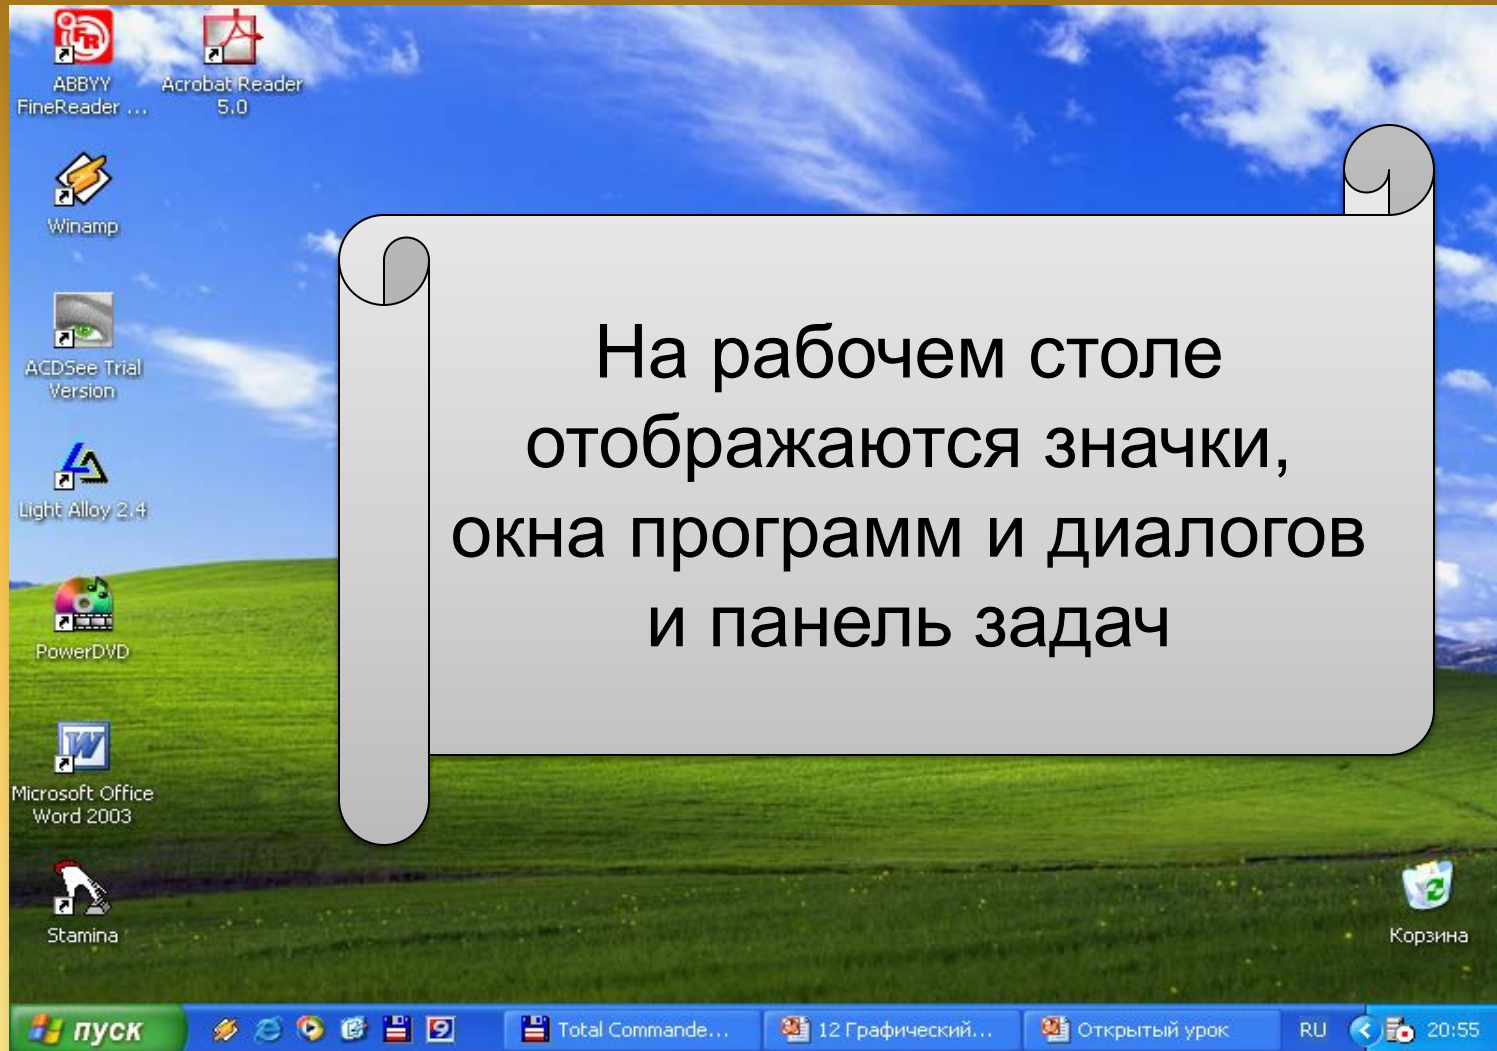 ABBYY
FineReader ...
Acrobat Reader
5.0
Winamp
ACDSee Trial
Version
Light Alloy 2.4
PowerDVD
Microsoft Office
Word 2003
Stamina
На рабочем столе
отображаются значки,
окна программ и диалогов
и панель задач
Корзина
пуск
Total Commande...
12 Графический...
Открытый урок
RU
20:55